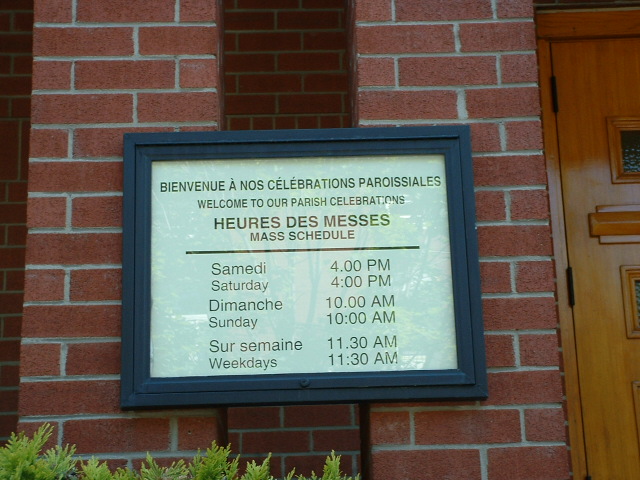 BIENVENUE À NOS CÉLÉBRATIONS PAROISSIALES
WELCOME TO OUR PARISH CELEBRATIONS
HEURES DES MESSES
MASS SCHEDULE
Samedi 4.00 PM
Saturday 4:00 PM
Dimanche 10.00 AM
Sunday 10:00 AM
Sur semaine 11.30 AM
Weekdays 11:30 AM